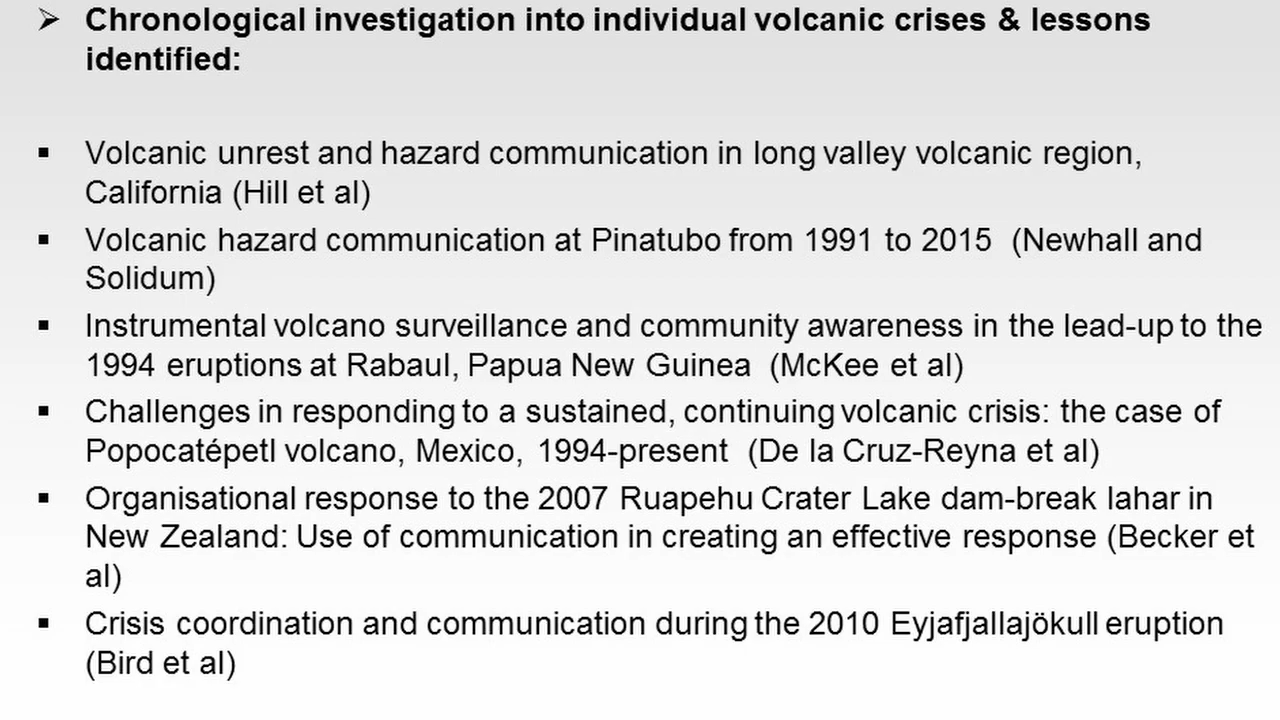 ➢ Chronological investigation into individual volcanic crises & lessons
identified:
▪ Volcanic unrest and hazard communication in long valley volcanic region,
California (Hill et al)
▪ Volcanic hazard communication at Pinatubo from 1991 to 2015 (Newhall and
Solidum)
▪ Instrumental volcano surveillance and community awareness in the lead-up to the
1994 eruptions at Rabaul, Papua New Guinea (McKee et al)
▪ Challenges in responding to a sustained, continuing volcanic crisis: the case of
Popocatépetl volcano, Mexico, 1994-present (De la Cruz-Reyna et al)
▪ Organisational response to the 2007 Ruapehu Crater Lake dam-break lahar in
New Zealand: Use of communication in creating an effective response (Becker et
al)
▪ Crisis coordination and communication during the 2010 Eyjafjallajökull eruption
(Bird et al)